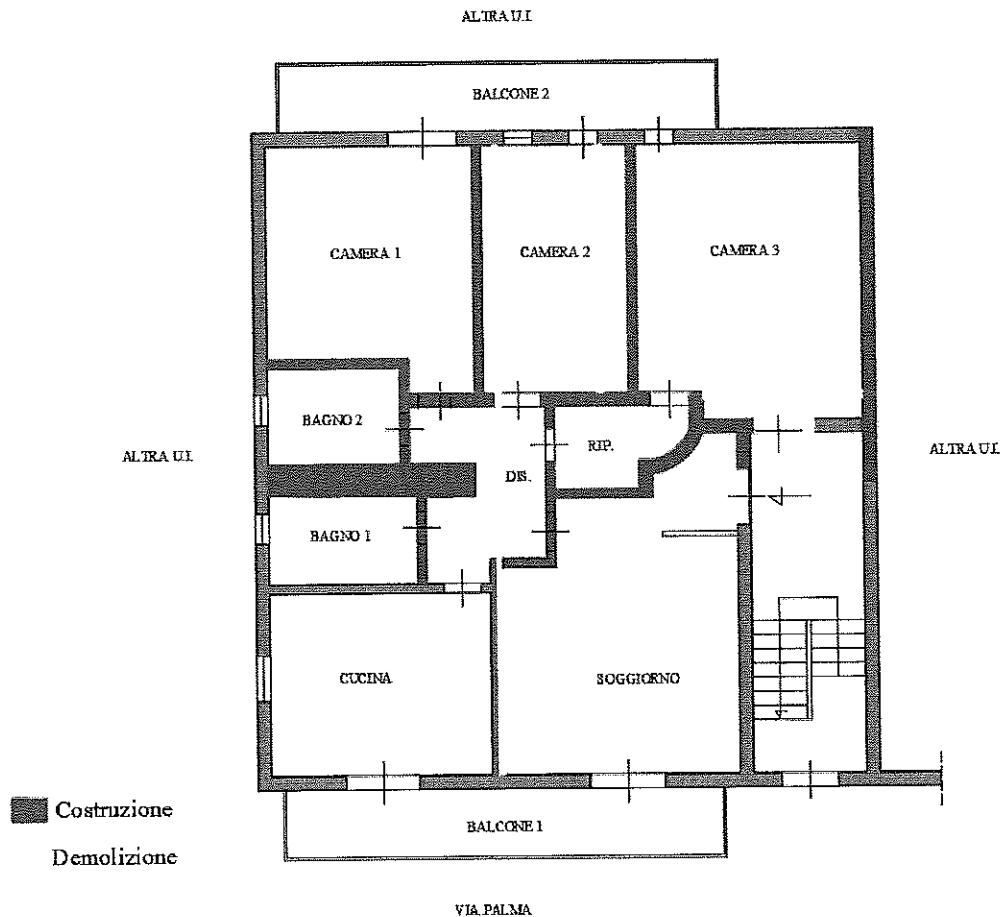 ALTRA U.I.
BALCONE 2
CAMERA 1
CAMERA 2
CAMERA 3
BAGNO 2
RIP.
ALTRA U.I.
ALTRA U.I.
DIS.
BAGNO 1
CUCINA
SOGGIORNO
Costruzione
BALCONE 1
Demolizione
VIA PALMA